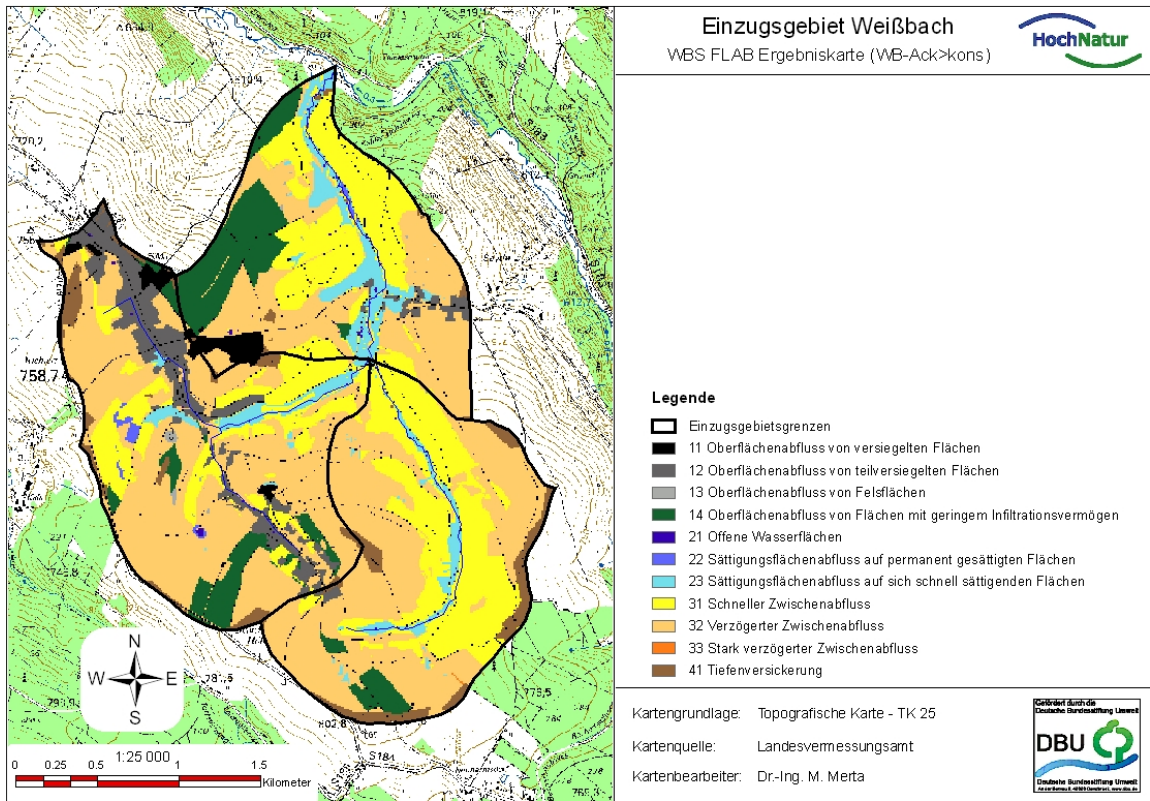 Einzugsgebiet Weißbach
WBS FLAB Ergebniskarte (WB-Ack>kons)
HochNatur
Legende
Einzugsgebietsgrenzen
11 Oberflächenabfluss von versiegelten Flächen
12 Oberflächenabfluss von teilversiegelten Flächen
13 Oberflächenabfluss von Felsflächen
14 Oberflächenabfluss von Flächen mit geringem Infiltrationsvermögen
21 Offene Wasserflächen
22 Sättigungsflächenabfluss auf permanent gesättigten Flächen
23 Sättigungsflächenabfluss auf sich schnell sättigenden Flächen
31 Schneller Zwischenabfluss
32 Verzögerter Zwischenabfluss
33 Stark verzögerter Zwischenabfluss
41 Tiefenversickerung
Kartengrundlage: Topografische Karte - TK 25
Kartenquelle: Landesvermessungsamt
Kartenbearbeiter: Dr.-Ing. M. Merta
Gefördert durch die
Deutsche Bundesstiftung Umwelt
DBU
Deutsche Bundesstiftung Umwelt
758,7
N
W E
S
1:25 000
0 0.25 0.5 1 1.5
Kilometer
S184